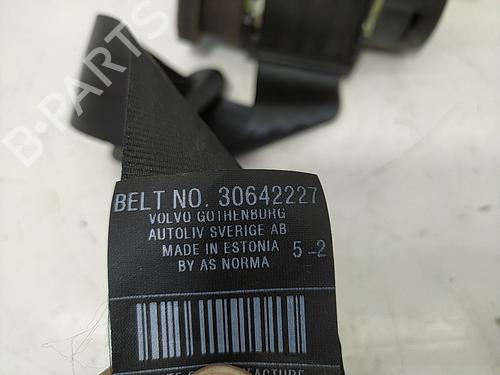 B-PARTS
BELT NO. 30642227
VOLVO GOTHENBURG
AUTOLIV SVERIGE AB
MADE IN ESTONIA 5-2
BY AS NORMA